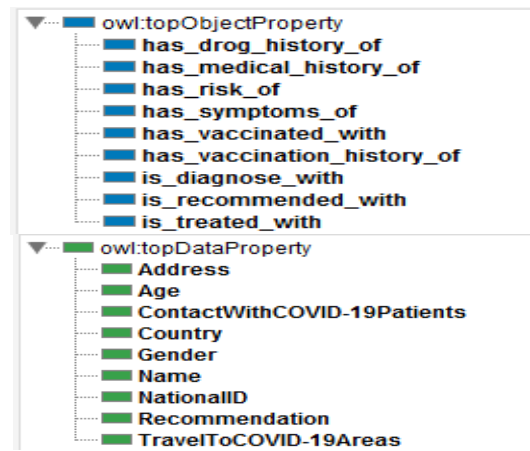 owl:topObjectProperty
has_drog_history_of
has_medical_history_of
has_risk_of
has_symptoms_of
has_vaccinated_with
has_vaccination_history_of
is_diagnose_with
is_recommended_with
is_treated_with
owl:topDataProperty
Address
Age
ContactWithCOVID-19Patients
Country
Gender
Name
NationalID
Recommendation
TravelToCOVID-19Areas